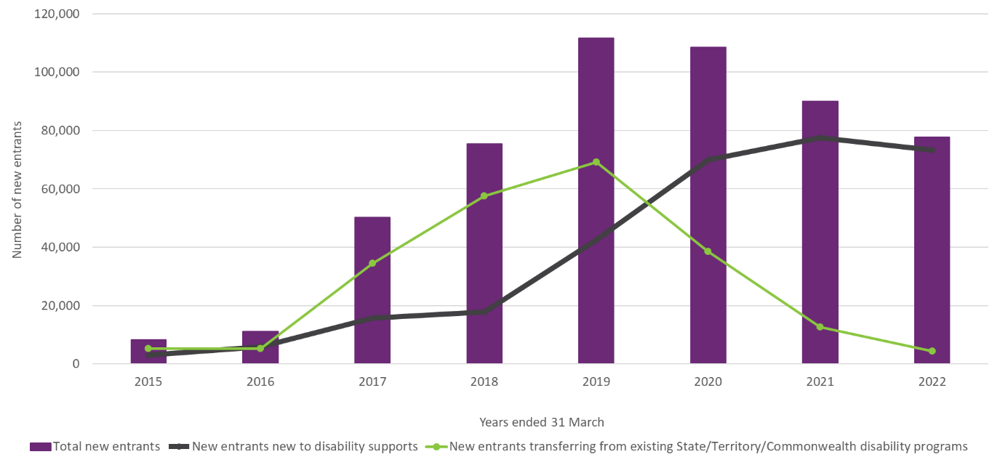 120,000
100,000
80,000
60,000
40,000
20,000
0
Number of new entrants
2015 2016 2017 2018 2019 2020 2021 2022
Years ended 31 March
Total new entrants New entrants new to disability supports New entrants transferring from existing State/Territory/Commonwealth disability programs